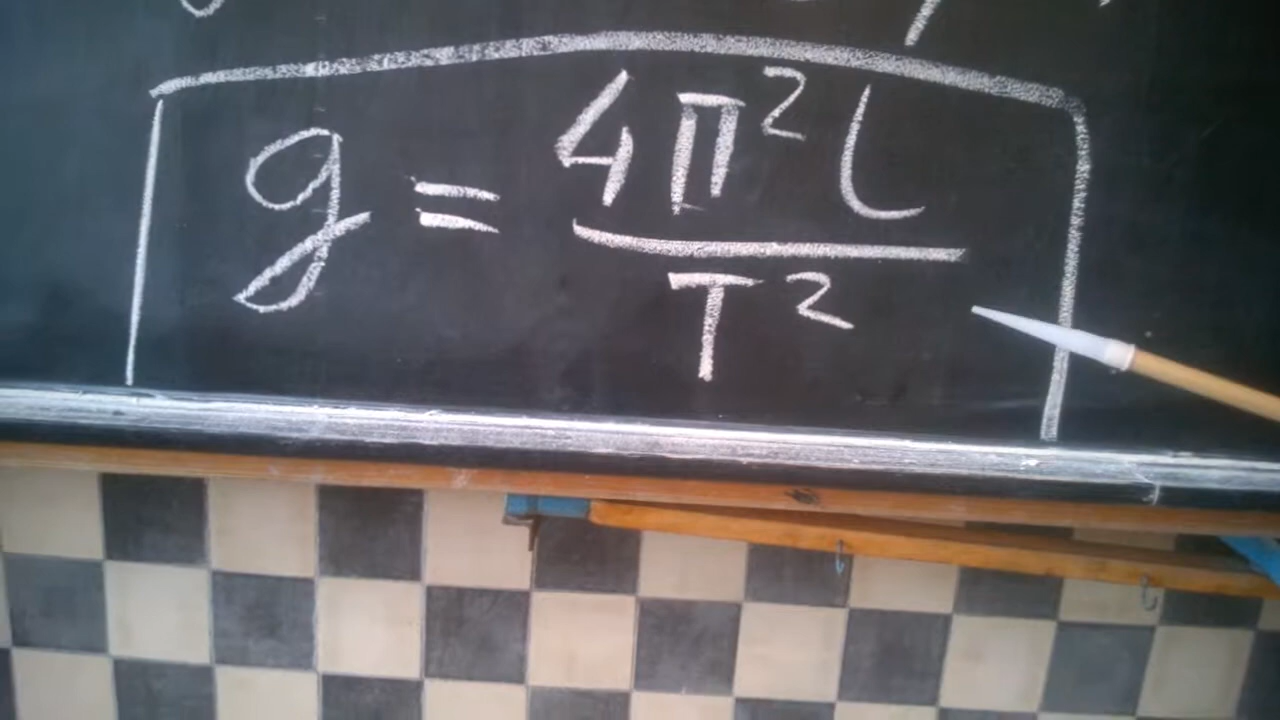 g = 4π²l / T²